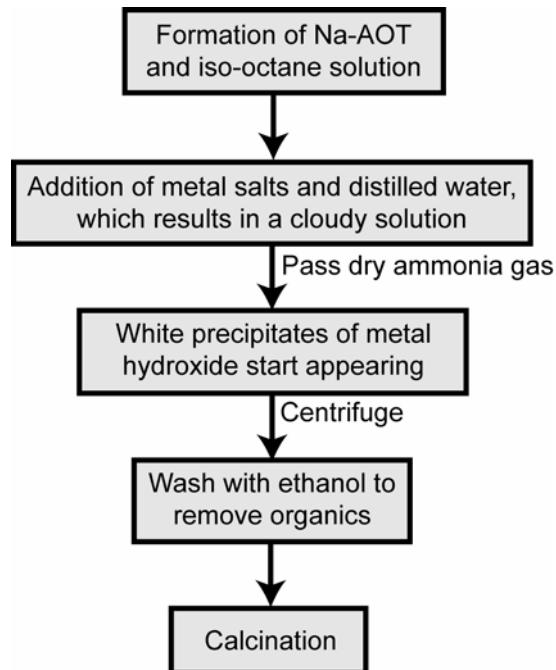 Formation of Na-AOT
and iso-octane solution
Addition of metal salts and distilled water,
which results in a cloudy solution
Pass dry ammonia gas
White precipitates of metal
hydroxide start appearing
Centrifuge
Wash with ethanol to
remove organics
Calcination